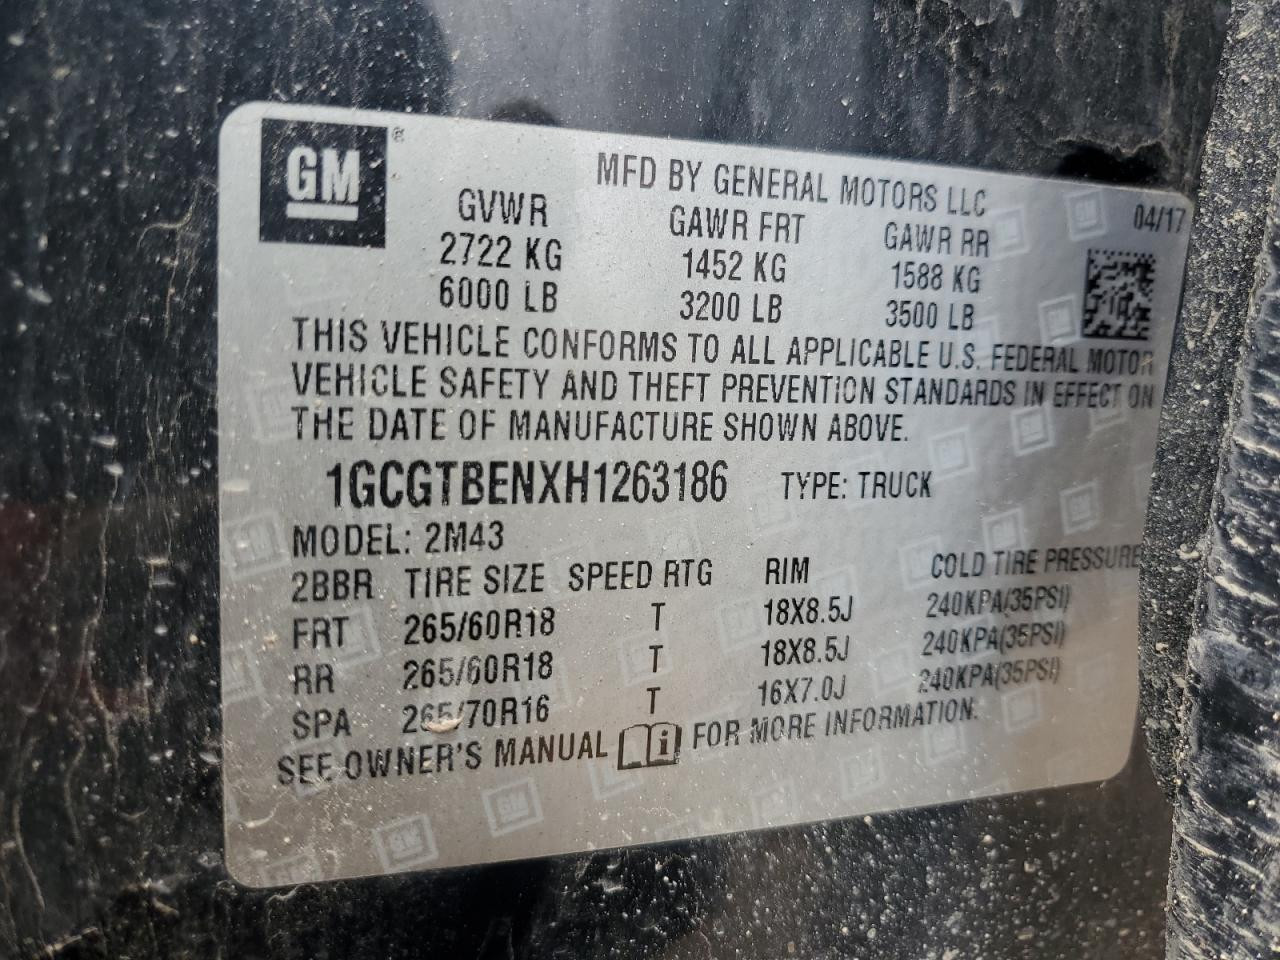 GM ®
MFD BY GENERAL MOTORS LLC
04/17
GVWR GAWR FRT GAWR RR
2722 KG 1452 KG 1588 KG
6000 LB 3200 LB 3500 LB
THIS VEHICLE CONFORMS TO ALL APPLICABLE U.S. FEDERAL MOTOR
VEHICLE SAFETY AND THEFT PREVENTION STANDARDS IN EFFECT ON
THE DATE OF MANUFACTURE SHOWN ABOVE.
1GCGTBENXH1263186 TYPE: TRUCK
MODEL: 2M43
2BBR TIRE SIZE SPEED RTG RIM COLD TIRE PRESSURE
FRT 265/60R18 T 18X8.5J 240KPA(35PSI)
RR 265/60R18 T 18X8.5J 240KPA(35PSI)
SPA 265/70R16 T 16X7.0J 240KPA(35PSI)
SEE OWNER'S MANUAL i FOR MORE INFORMATION.